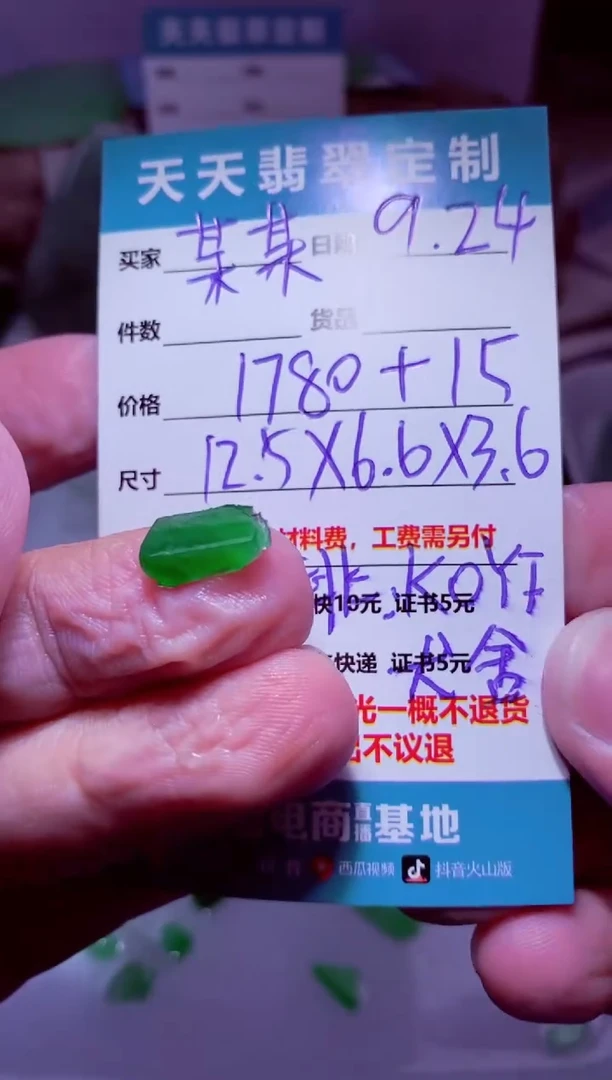 天天翡翠定制
买家 某某 日期 9.24
件数 货品
价格 1780+15
尺寸 12.5X6.6X3.6
材料费，工费需另付
快10元 证书5元
快递 证书5元
光一概不退货
不议退
电商直播基地
西瓜视频 抖音火山版